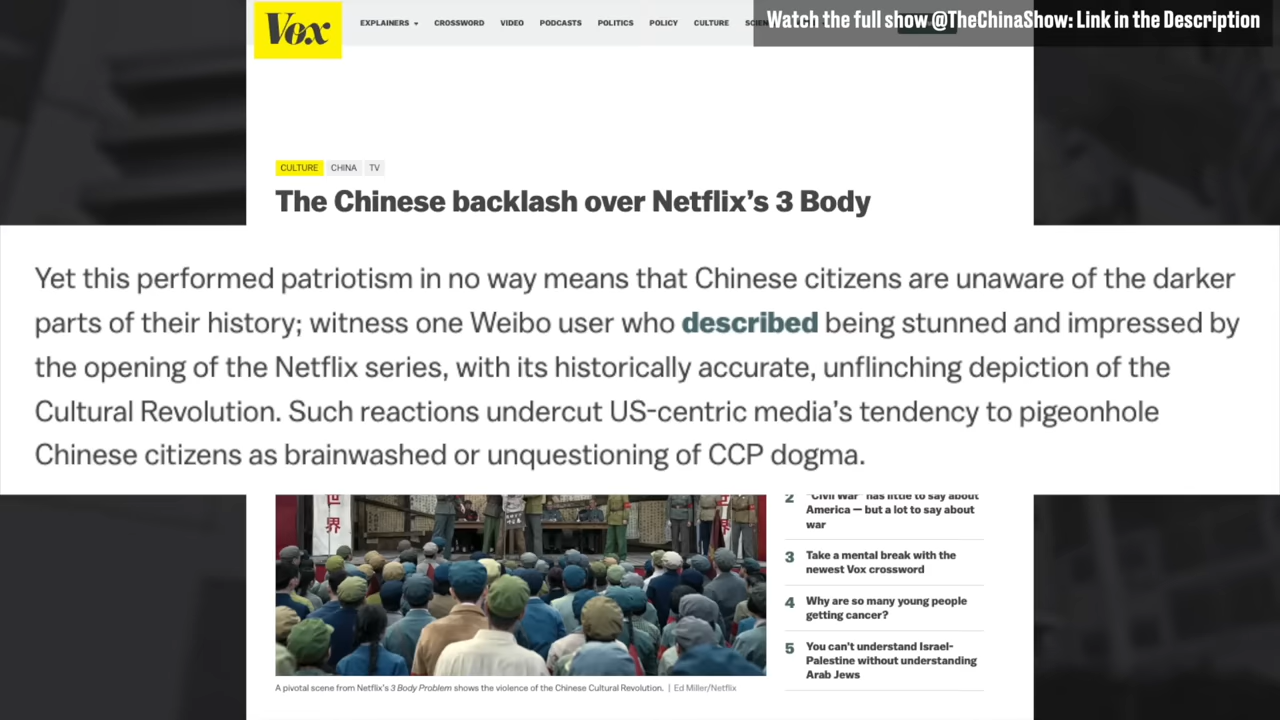 Vox
EXPLAINERS CROSSWORD VIDEO PODCASTS POLITICS POLICY CULTURE
Watch the full show @TheChinaShow: Link in the Description
CULTURE CHINA TV
The Chinese backlash over Netflix's 3 Body
Yet this performed patriotism in no way means that Chinese citizens are unaware of the darker
parts of their history; witness one Weibo user who described being stunned and impressed by
the opening of the Netflix series, with its historically accurate, unflinching depiction of the
Cultural Revolution. Such reactions undercut US-centric media's tendency to pigeonhole
Chinese citizens as brainwashed or unquestioning of CCP dogma.
世
界
2 "Civil War" has little to say about
America — but a lot to say about
war
3 Take a mental break with the
newest Vox crossword
4 Why are so many young people
getting cancer?
5 You can't understand Israel-
Palestine without understanding
Arab Jews
A pivotal scene from Netflix's 3 Body Problem shows the violence of the Chinese Cultural Revolution. | Ed Miller/Netflix